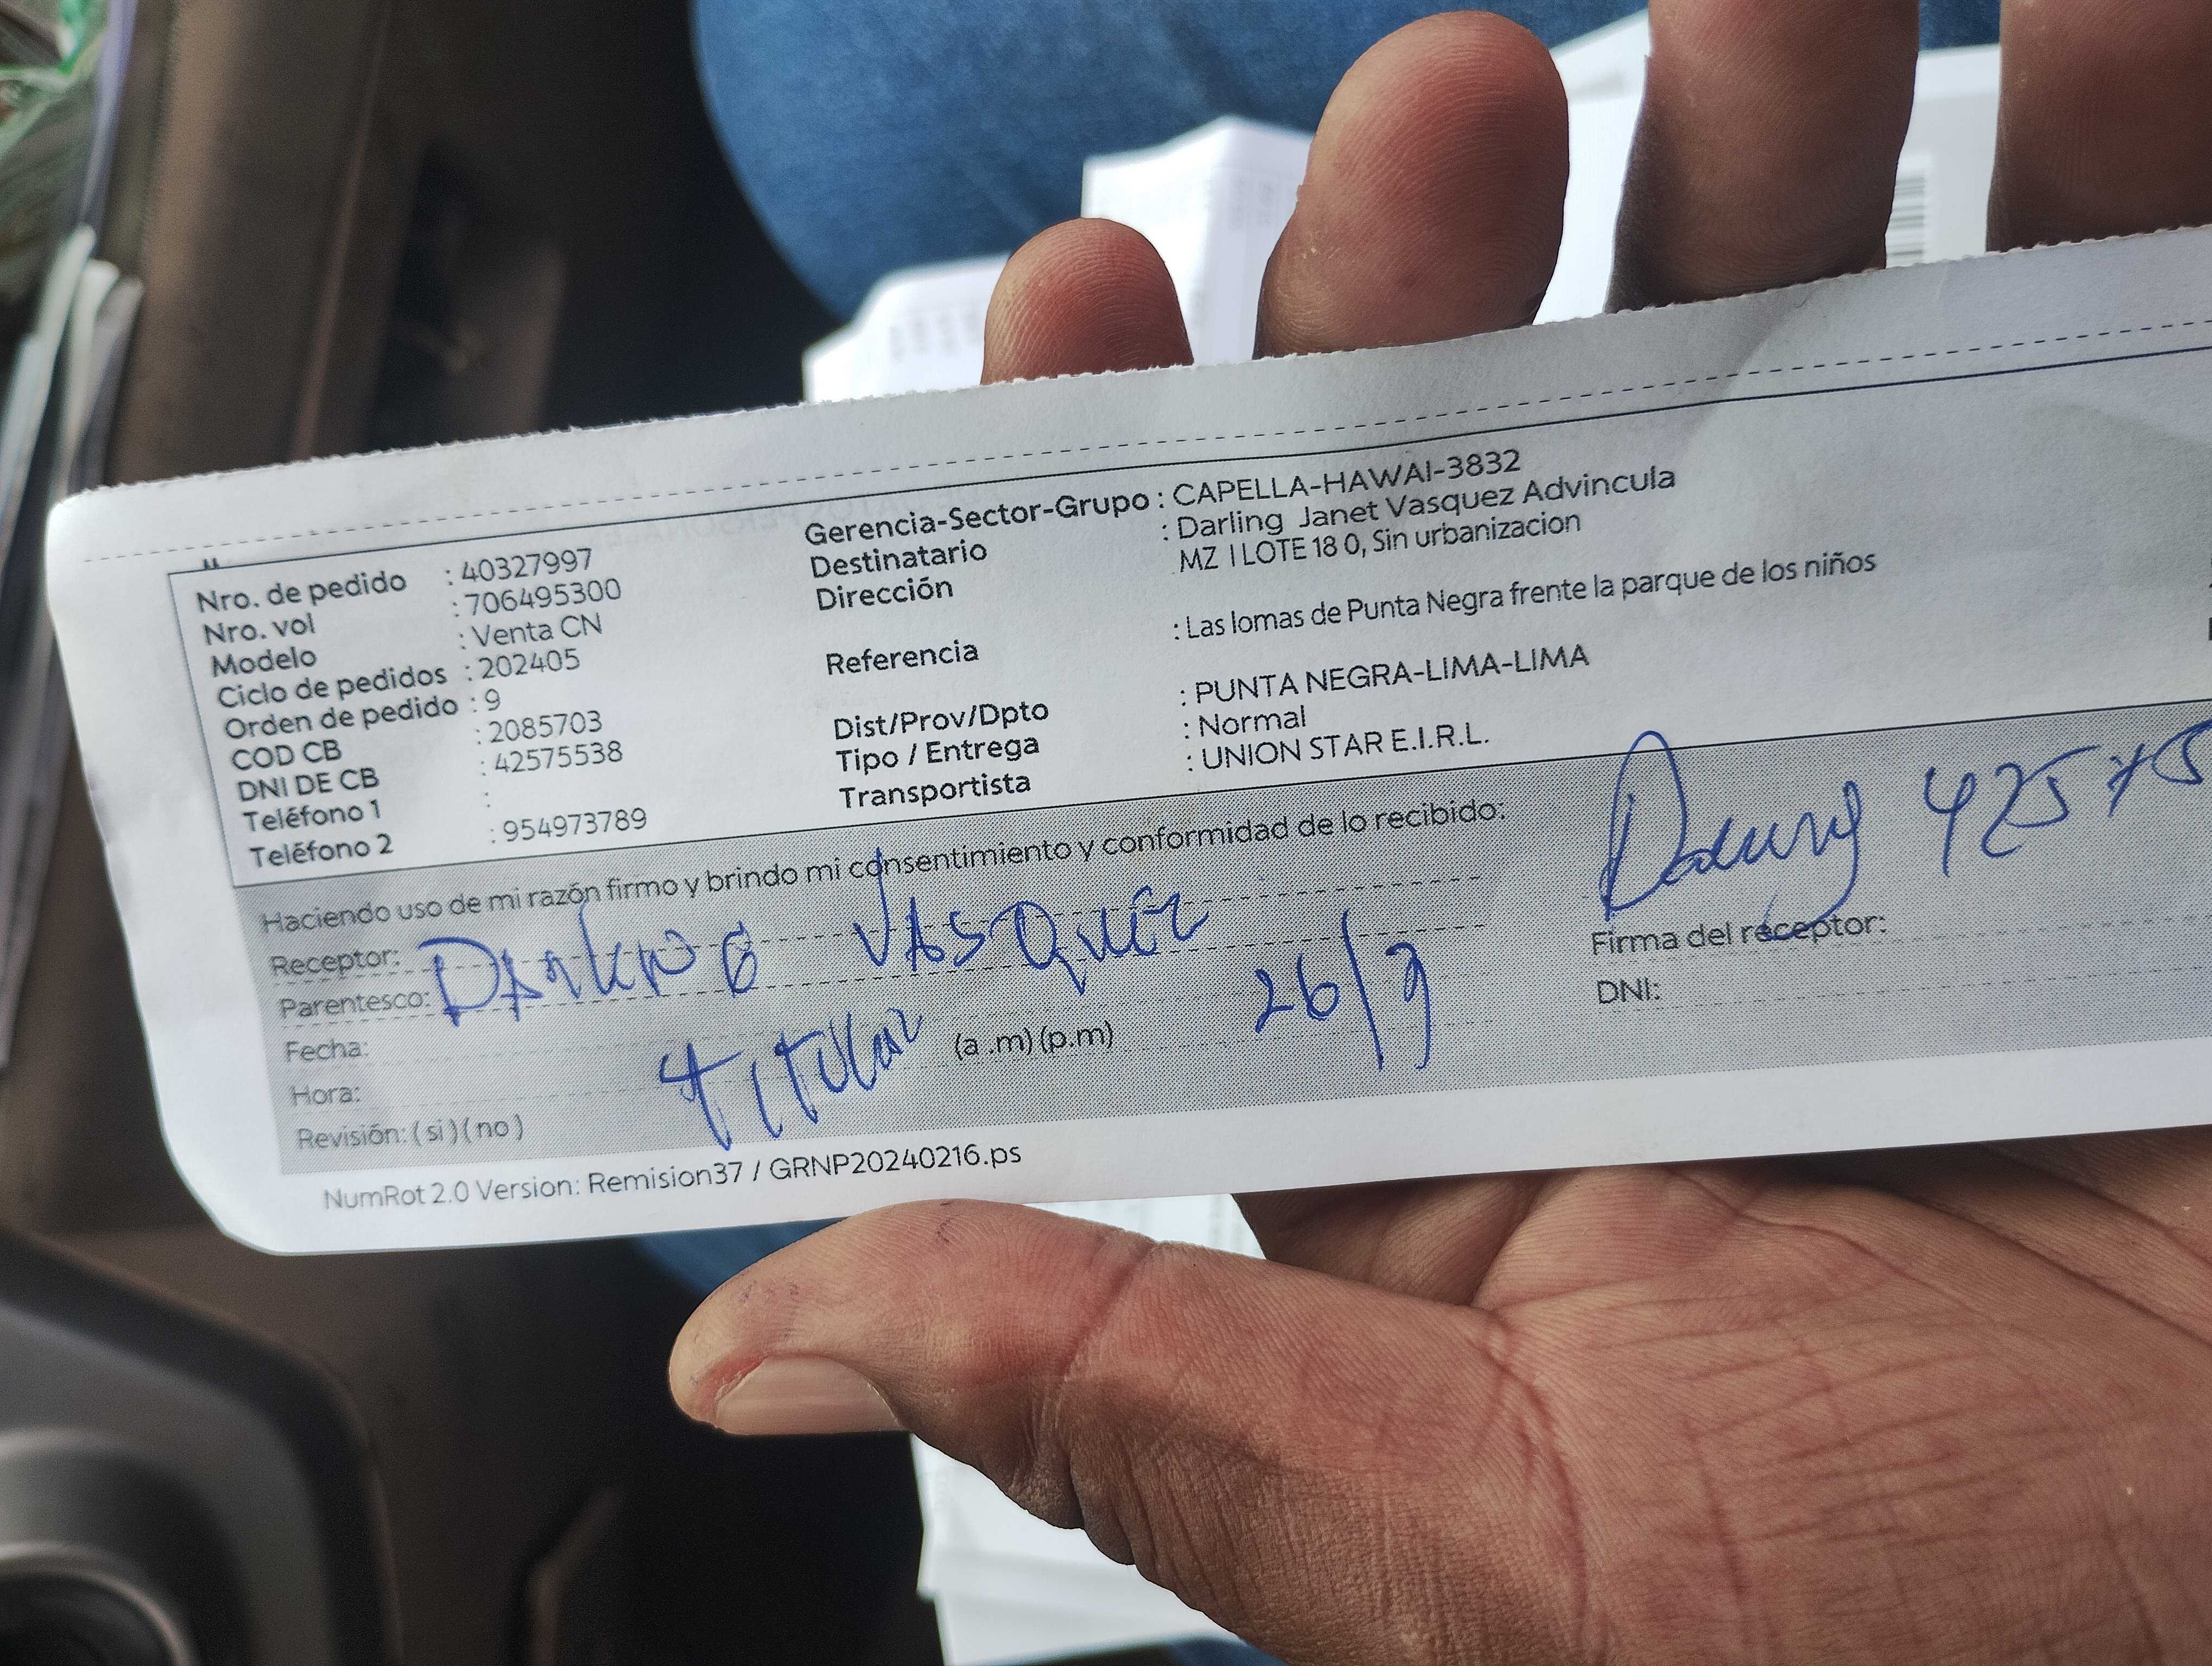 Nro. de pedido : 40327997
Nro. vol : 706495300
Modelo : Venta CN
Ciclo de pedidos : 202405
Orden de pedido : 9
COD CB : 2085703
DNI DE CB : 42575538
Teléfono 1 :
Teléfono 2 : 954973789
Gerencia-Sector-Grupo : CAPELLA-HAWAI-3832
Destinatario : Darling Janet Vasquez Advincula
Dirección MZ I LOTE 18 0, Sin urbanizacion
Referencia : Las lomas de Punta Negra frente la parque de los niños
Dist/Prov/Dpto : PUNTA NEGRA-LIMA-LIMA
Tipo / Entrega : Normal
Transportista : UNION STAR E.I.R.L.
Haciendo uso de mi razón firmo y brindo mi consentimiento y conformidad de lo recibido:
Receptor: VASQUEZ
Parentesco:
Fecha: 26/
Hora: Titular (a .m) (p.m)
Revisión: ( si ) ( no )
Firma del receptor:
DNI:
NumRot 2.0 Version: Remision37 / GRNP20240216.ps